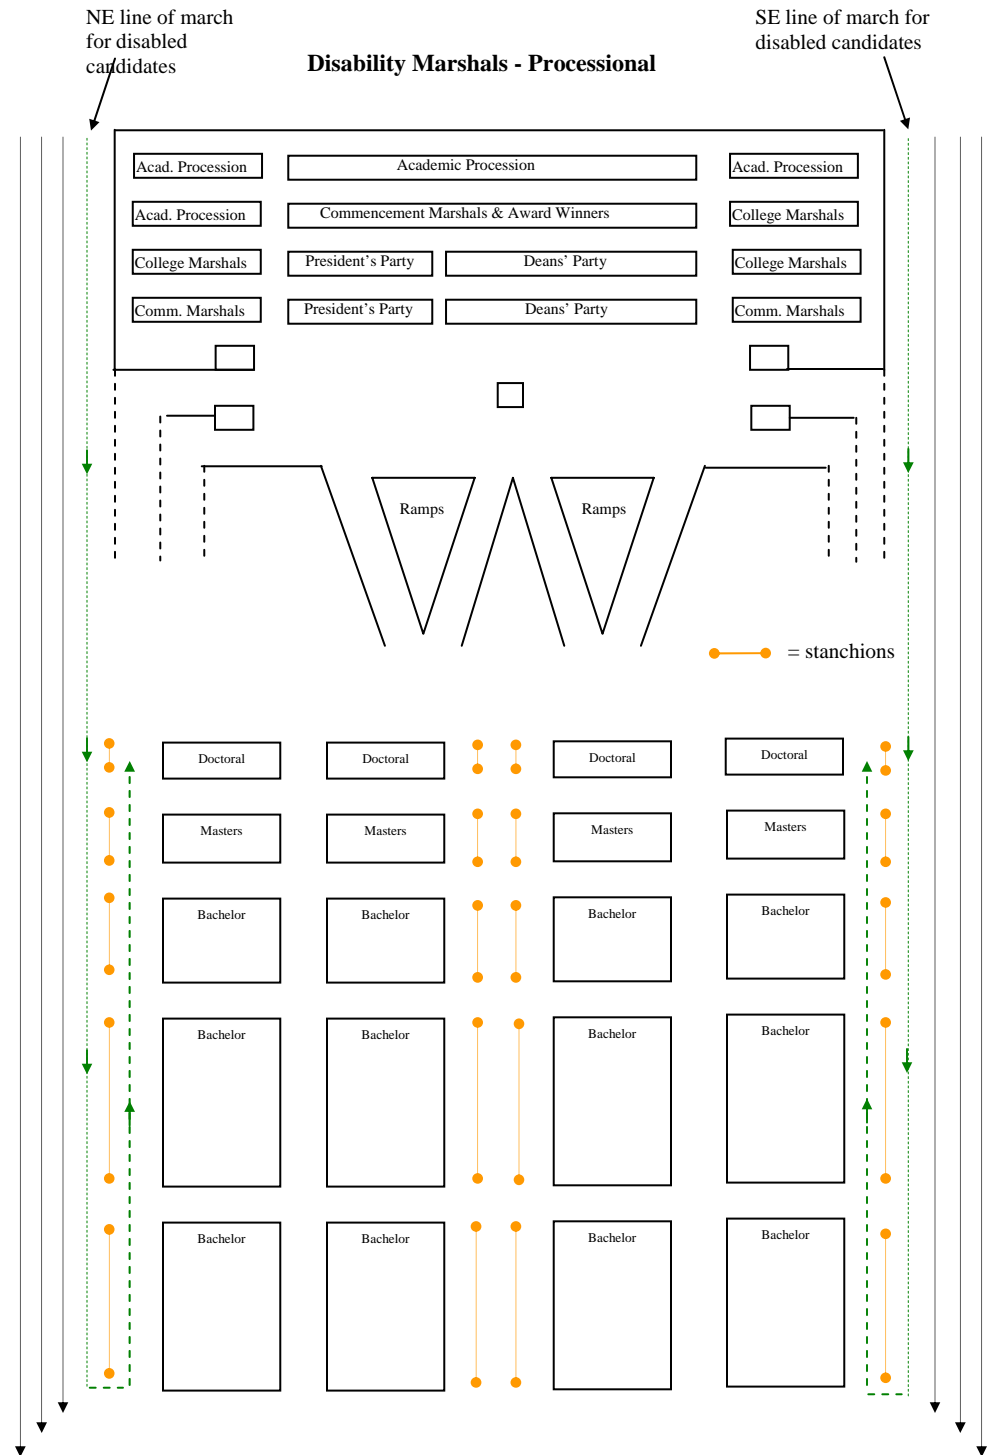 NE line of march
for disabled
candidates
SE line of march for
disabled candidates
Disability Marshals - Processional
Acad. Procession
Academic Procession
Acad. Procession
Acad. Procession
Commencement Marshals & Award Winners
College Marshals
College Marshals
President’s Party
Deans’ Party
College Marshals
Comm. Marshals
President’s Party
Deans’ Party
Comm. Marshals
Ramps
Ramps
= stanchions
Doctoral
Doctoral
Doctoral
Doctoral
Masters
Masters
Masters
Masters
Bachelor
Bachelor
Bachelor
Bachelor
Bachelor
Bachelor
Bachelor
Bachelor
Bachelor
Bachelor
Bachelor
Bachelor